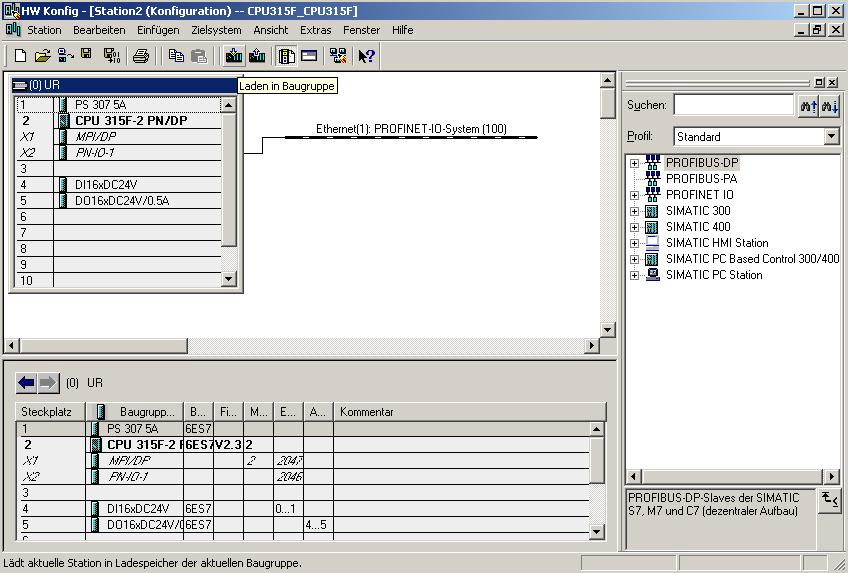 HW Konfig - [Station2 (Konfiguration) -- CPU315F_CPU315F]
Station Bearbeiten Einfügen Zielsystem Ansicht Extras Fenster Hilfe
Laden in Baugruppe
(0) UR
1 PS 307 5A
2 CPU 315F-2 PN/DP
X1 MPI/DP
X2 PN-IO-1
3
4 DI16xDC24V
5 DO16xDC24V/0.5A
6
7
8
9
10
Ethernet(1): PROFINET-IO-System (100)
Suchen:
Profil: Standard
PROFIBUS-DP
PROFIBUS-PA
PROFINET IO
SIMATIC 300
SIMATIC 400
SIMATIC HMI Station
SIMATIC PC Based Control 300/400
SIMATIC PC Station
PROFIBUS-DP-Slaves der SIMATIC
S7, M7 und C7 (dezentraler Aufbau)
(0) UR
Steckplatz Baugrupp... B... Fi... M... E... A... Kommentar
1 PS 307 5A 6ES7
2 CPU 315F-2 6ES7 V2.3 2
X1 MPI/DP 2 2047
X2 PN-IO-1 2046
3
4 DI16xDC24V 6ES7 0...1
5 DO16xDC24V/0 6ES7 4...5
Lädt aktuelle Station in Ladespeicher der aktuellen Baugruppe.